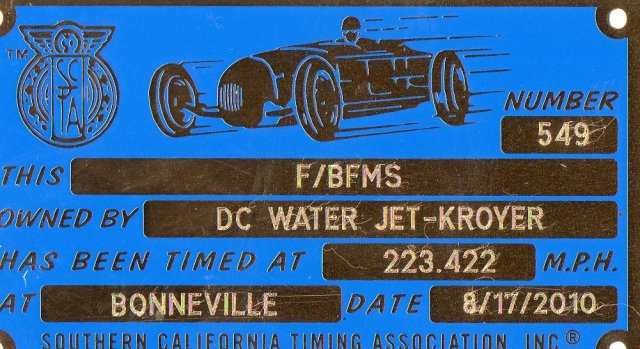 TM
SCTA
NUMBER
549
THIS F/BFMS
OWNED BY DC WATER JET-KROYER
HAS BEEN TIMED AT 223.422 M.P.H.
AT BONNEVILLE DATE 8/17/2010
SOUTHERN CALIFORNIA TIMING ASSOCIATION, INC.®